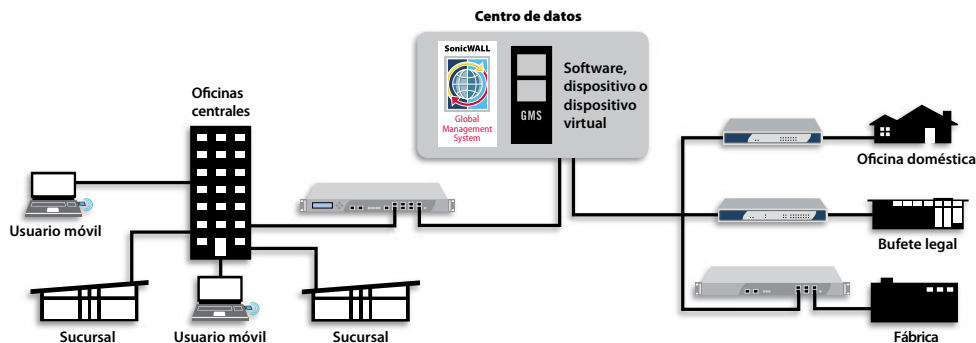 Centro de datos
SonicWALL
Global
Management
System
GMS
Software,
dispositivo o
dispositivo
virtual
Oficinas
centrales
Usuario móvil
Sucursal
Usuario móvil
Sucursal
Oficina doméstica
Bufete legal
Fábrica